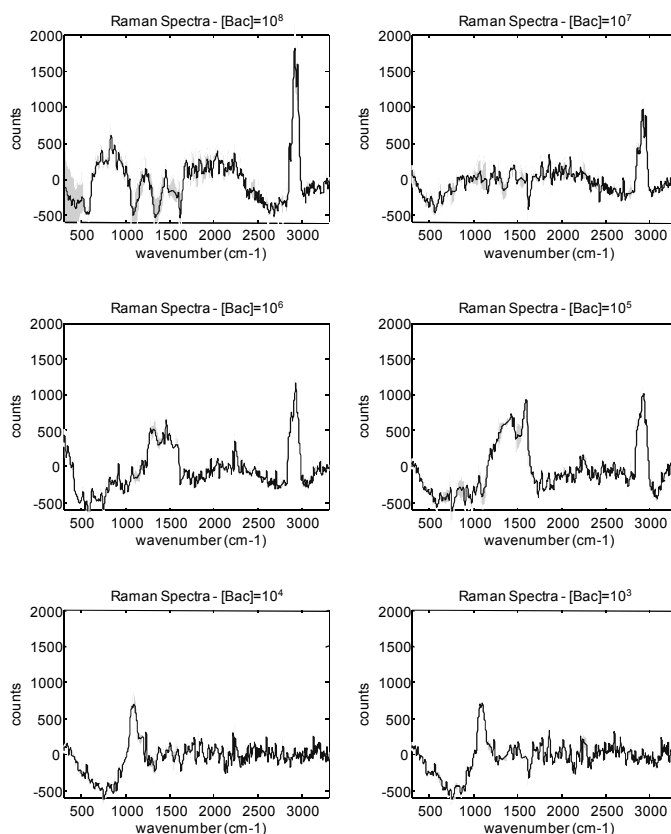 Raman Spectra - [Bac]=10⁸
2000
1500
1000
500
0
-500
counts
500 1000 1500 2000 2500 3000
wavenumber (cm-1)
Raman Spectra - [Bac]=10⁷
2000
1500
1000
500
0
-500
counts
500 1000 1500 2000 2500 3000
wavenumber (cm-1)
Raman Spectra - [Bac]=10⁶
2000
1500
1000
500
0
-500
counts
500 1000 1500 2000 2500 3000
wavenumber (cm-1)
Raman Spectra - [Bac]=10⁵
2000
1500
1000
500
0
-500
counts
500 1000 1500 2000 2500 3000
wavenumber (cm-1)
Raman Spectra - [Bac]=10⁴
2000
1500
1000
500
0
-500
counts
500 1000 1500 2000 2500 3000
wavenumber (cm-1)
Raman Spectra - [Bac]=10³
2000
1500
1000
500
0
-500
counts
500 1000 1500 2000 2500 3000
wavenumber (cm-1)